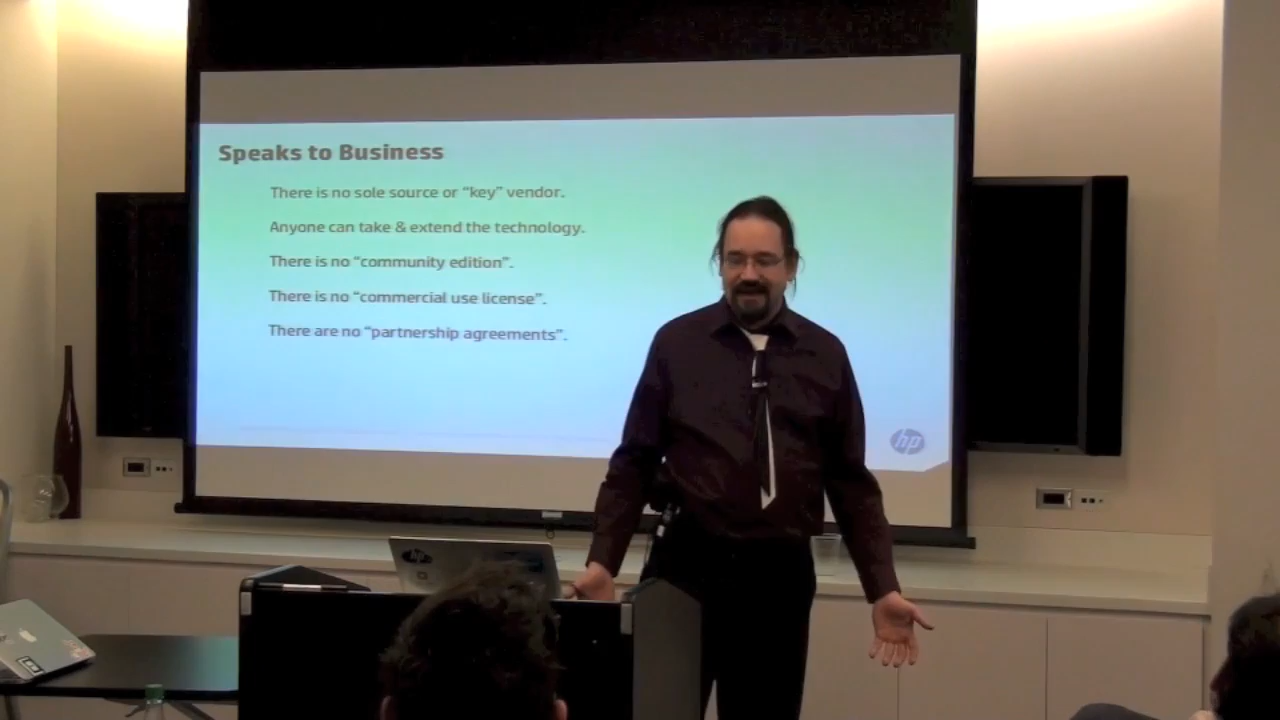 Speaks to Business
There is no sole source or “key” vendor.
Anyone can take & extend the technology.
There is no “community edition”.
There is no “commercial use license”.
There are no “partnership agreements”.
hp
hp